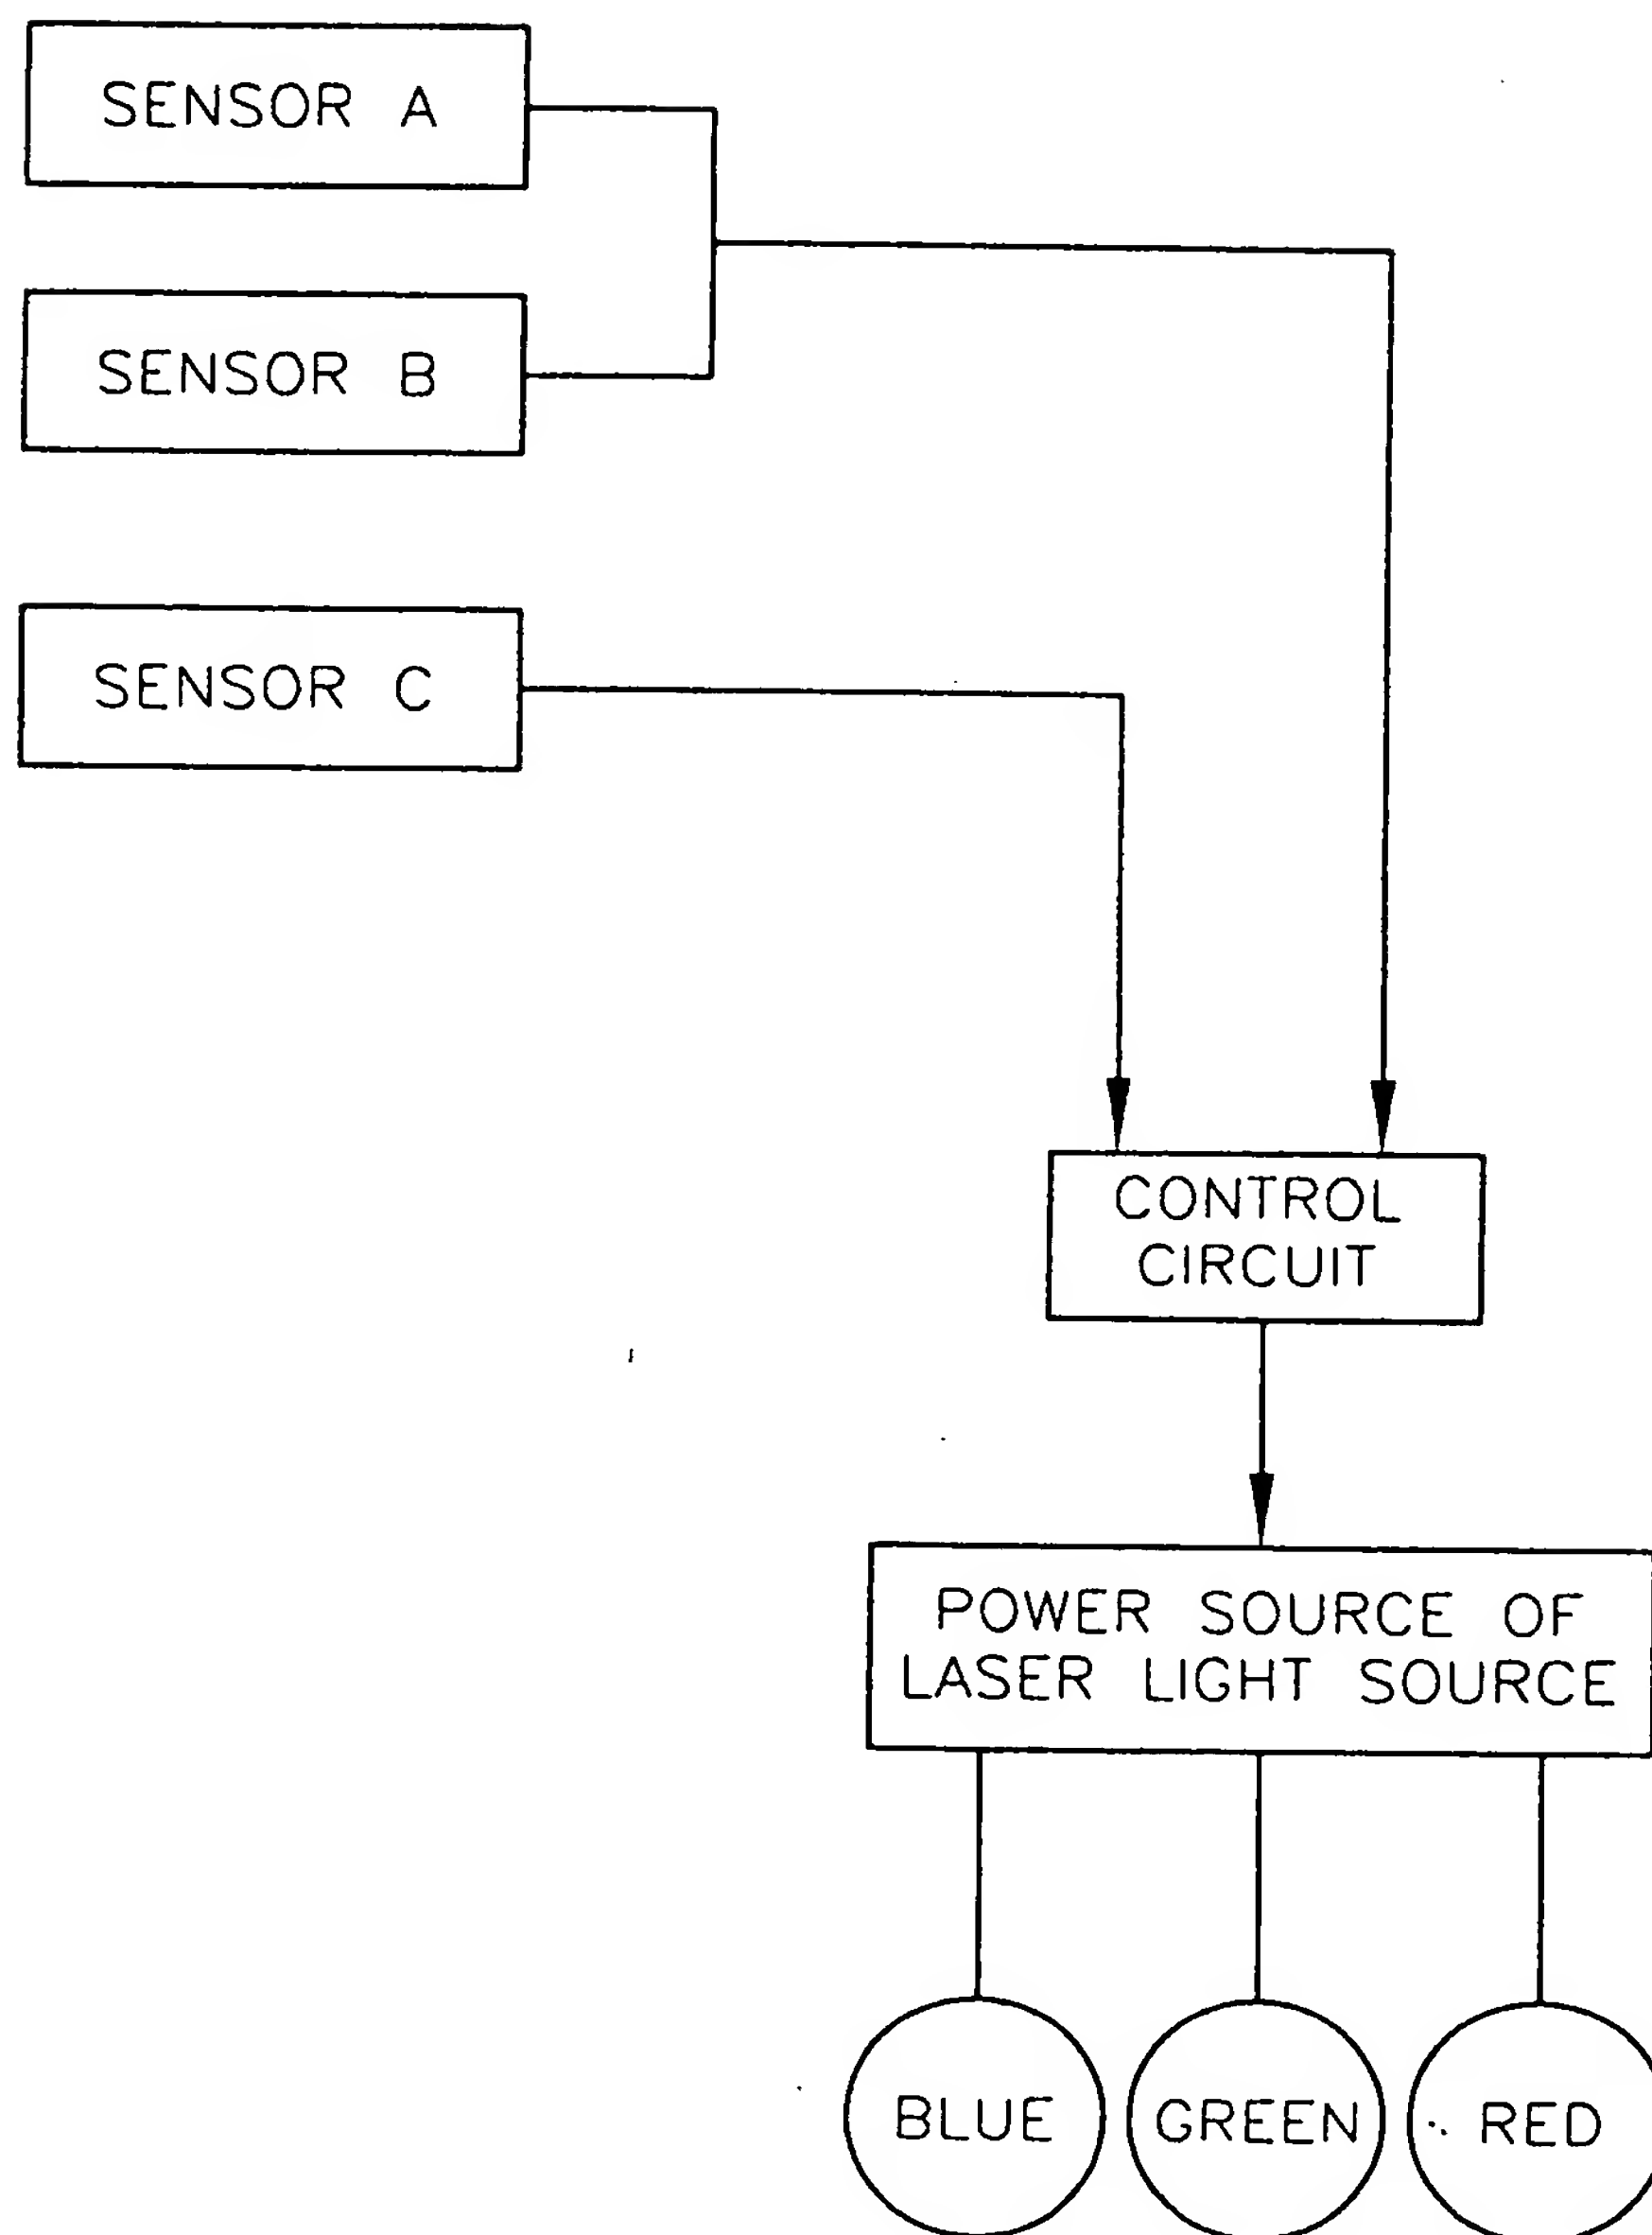 SENSOR A
SENSOR B
SENSOR C
CONTROL
CIRCUIT
POWER SOURCE OF
LASER LIGHT SOURCE
BLUE
GREEN
RED